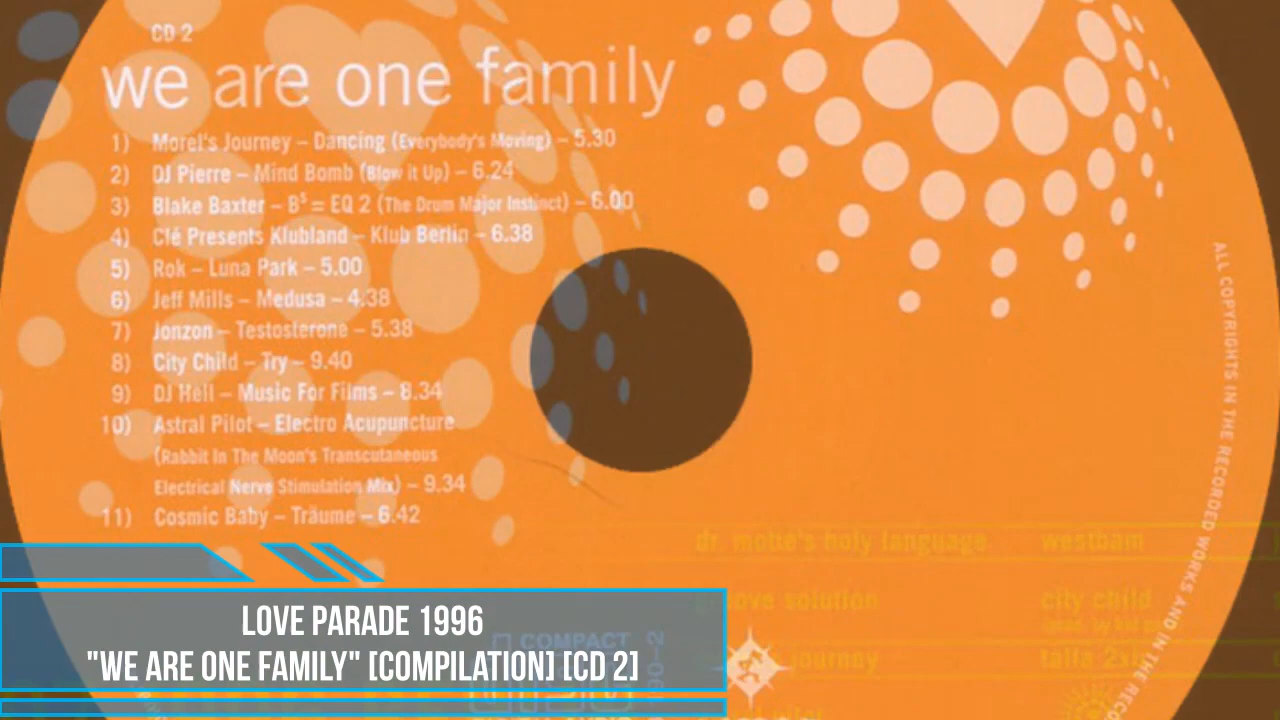 CD 2
we are one family
1) Morel's Journey – Dancing (Everybody's Moving) – 5.30
2) DJ Pierre – Mind Bomb (Blow it Up) – 6.24
3) Blake Baxter – B⁵ = EQ 2 (The Drum Major Instinct) – 6.00
4) Clé Presents Klubland – Klub Berlin – 6.38
5) Rok – Luna Park – 5.00
6) Jeff Mills – Medusa – 4.38
7) Jonzon – Testosterone – 5.38
8) City Child – Try – 9.40
9) DJ Hell – Music For Films – 8.34
10) Astral Pilot – Electro Acupuncture
(Rabbit In The Moon's Transcutaneous
Electrical Nerve Stimulation Mix) – 9.34
11) Cosmic Baby – Träume – 6.42
ALL COPYRIGHTS IN THE RECORDED WORKS AND IN THE
dr. motte's holy language westbam
solution city child
journey talla 2xlc
COMPACT
LOVE PARADE 1996
"WE ARE ONE FAMILY" [COMPILATION] [CD 2]